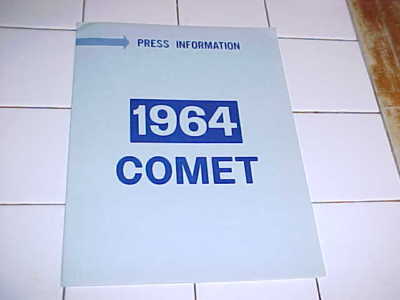 PRESS INFORMATION
1964
COMET